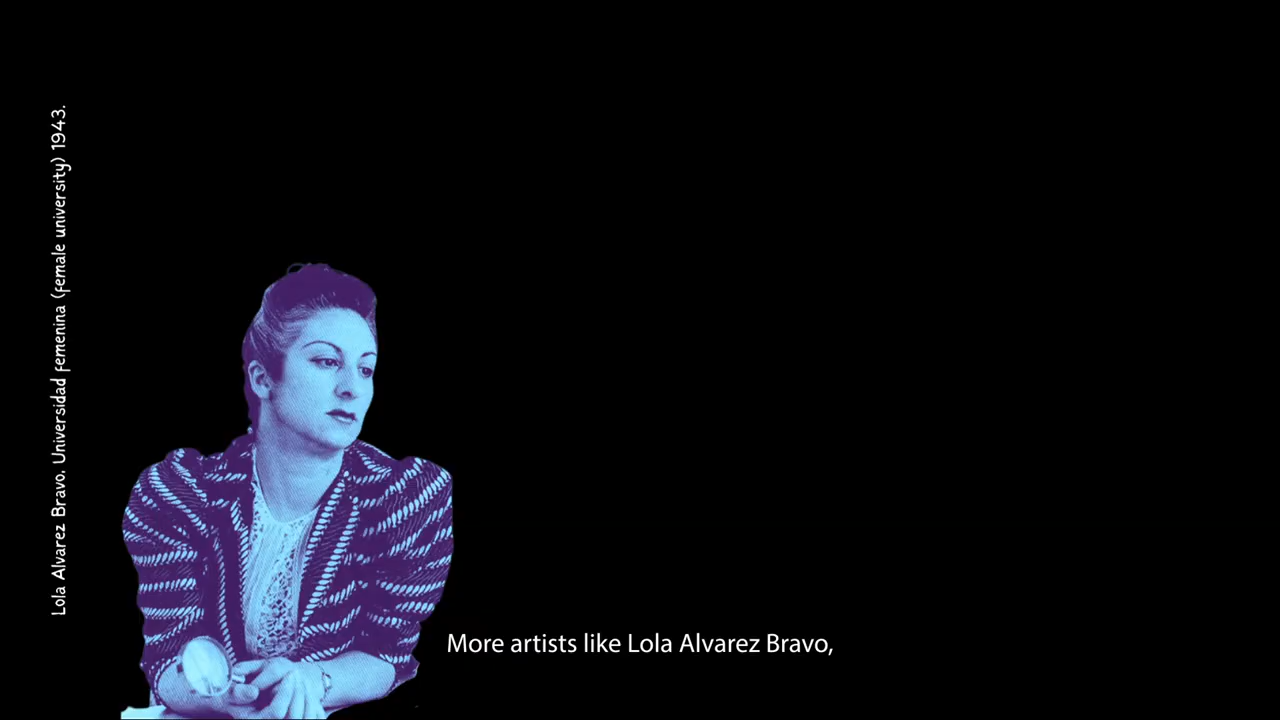 Lola Alvarez Bravo. Universidad femenina (female university) 1943.
More artists like Lola Alvarez Bravo,